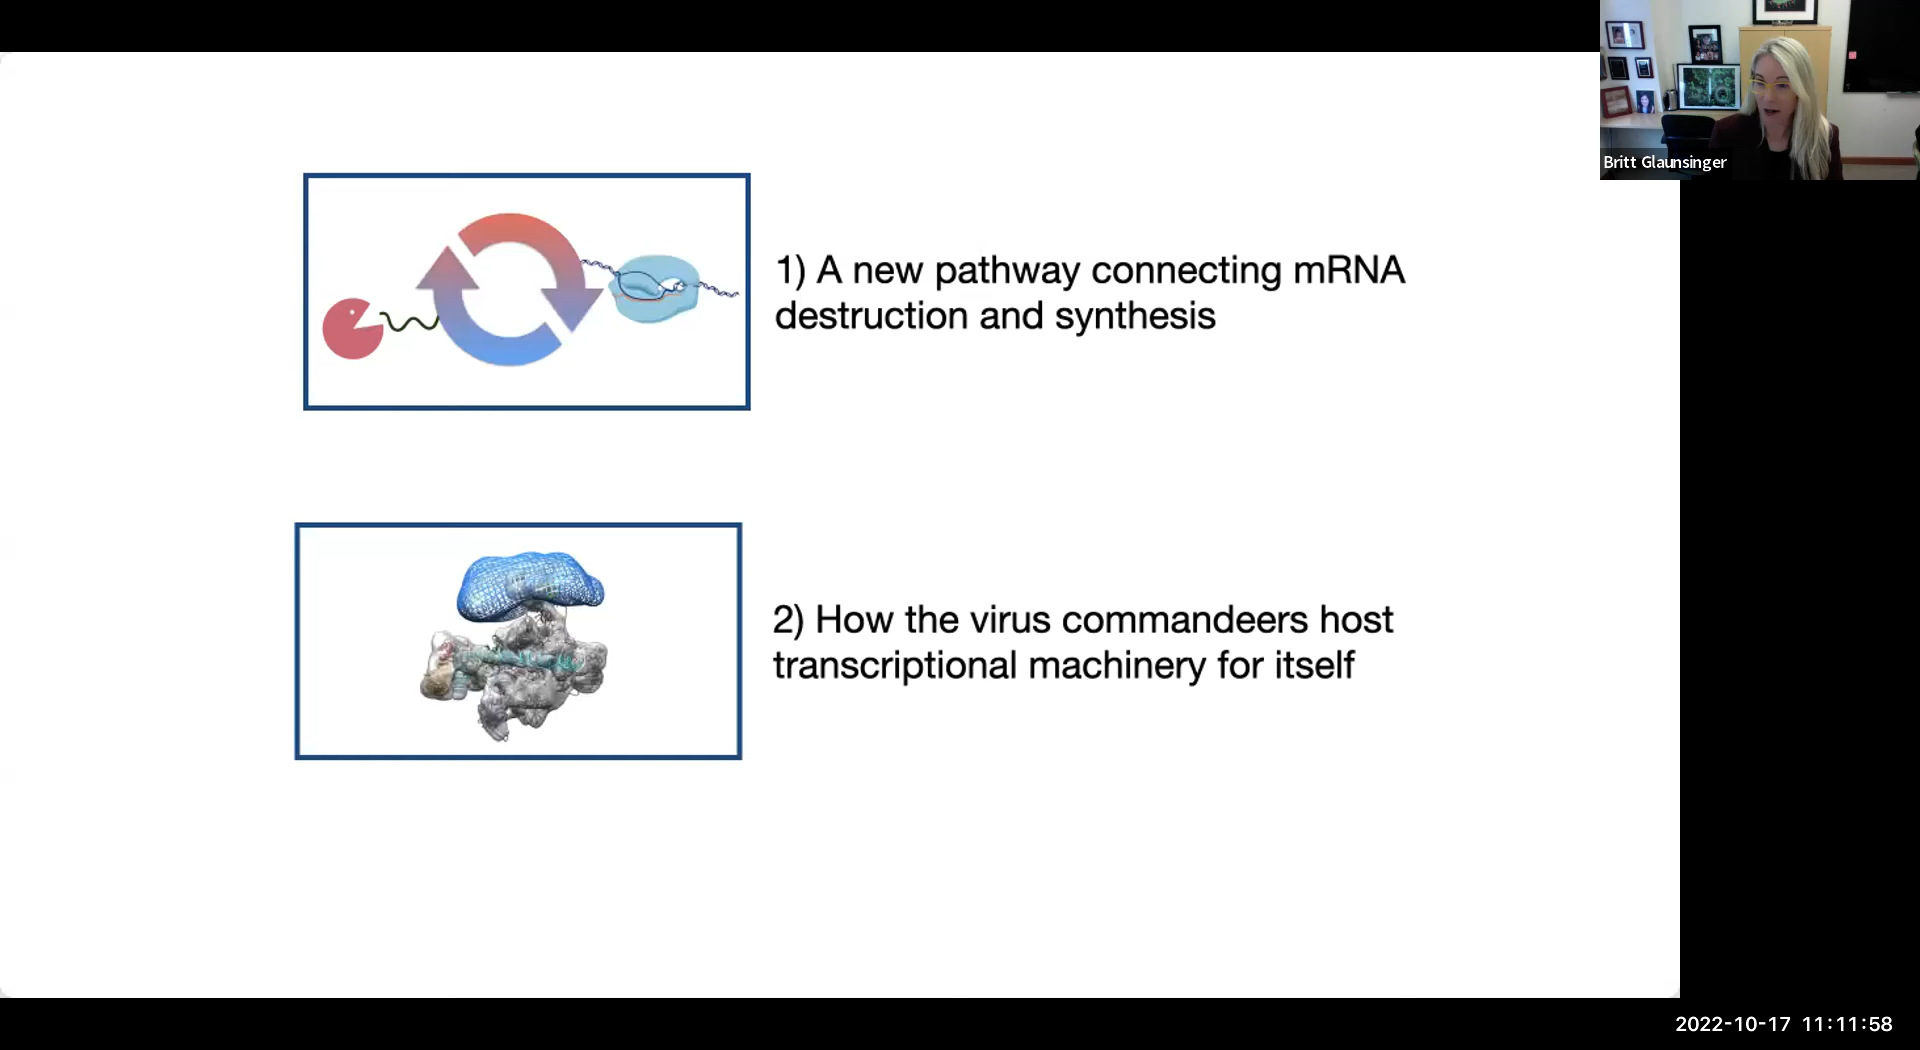 Britt Glaunsinger
1) A new pathway connecting mRNA
destruction and synthesis
2) How the virus commandeers host
transcriptional machinery for itself
2022-10-17 11:11:58